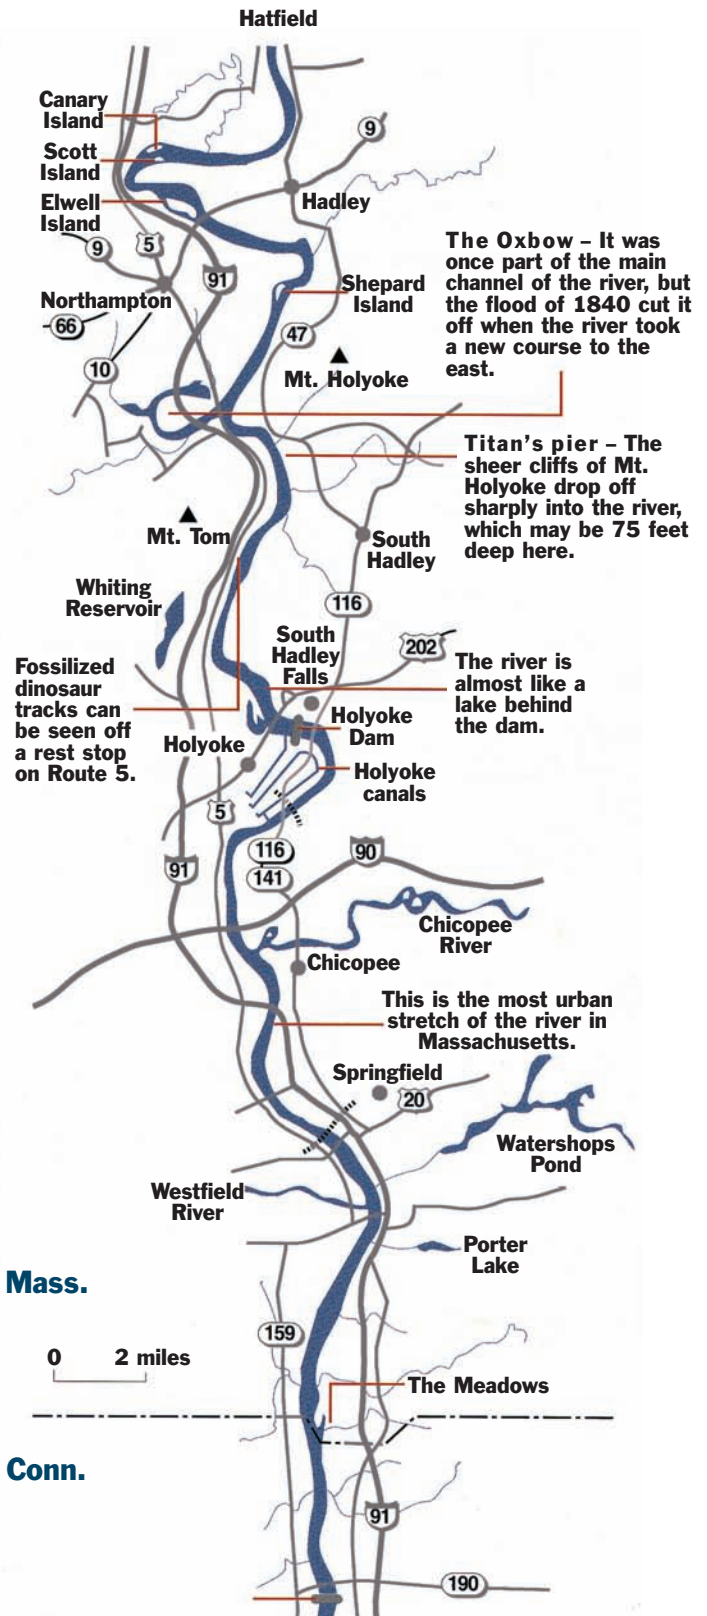 Hatfield
Canary
Island
Scott
Island
9
Elwell
Island
Hadley
9
5
91
The Oxbow – It was
once part of the main
channel of the river, but
the flood of 1840 cut it
off when the river took
a new course to the
east.
Shepard
Island
Northampton
66
47
10
Mt. Holyoke
Titan's pier – The
sheer cliffs of Mt.
Holyoke drop off
sharply into the river,
which may be 75 feet
deep here.
Mt. Tom
South
Hadley
Whiting
Reservoir
116
South
Hadley
Falls
202
Fossilized
dinosaur
tracks can
be seen off
a rest stop
on Route 5.
The river is
almost like a
lake behind
the dam.
Holyoke
Dam
Holyoke
Holyoke
canals
5
116
90
91
141
Chicopee
River
Chicopee
This is the most urban
stretch of the river in
Massachusetts.
Springfield
20
Watershops
Pond
Westfield
River
Porter
Lake
Mass.
159
0 2 miles
The Meadows
Conn.
91
190